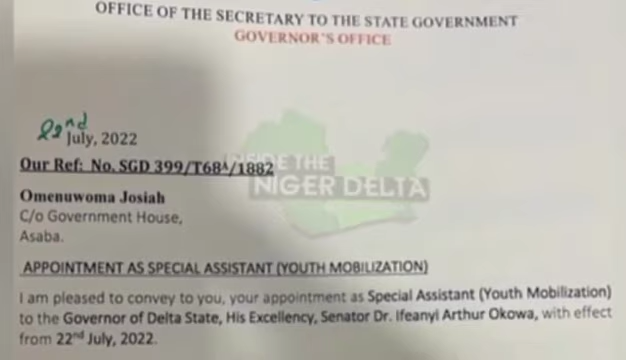 OFFICE OF THE SECRETARY TO THE STATE GOVERNMENT
GOVERNOR'S OFFICE
22nd July, 2022
Our Ref: No. SGD 399/T68ᴬ/1882
INSIDE THE
NIGER DELTA
Omenuwoma Josiah
C/o Government House,
Asaba.
APPOINTMENT AS SPECIAL ASSISTANT (YOUTH MOBILIZATION)
I am pleased to convey to you, your appointment as Special Assistant (Youth Mobilization)
to the Governor of Delta State, His Excellency, Senator Dr. Ifeanyi Arthur Okowa, with effect
from 22nd July, 2022.